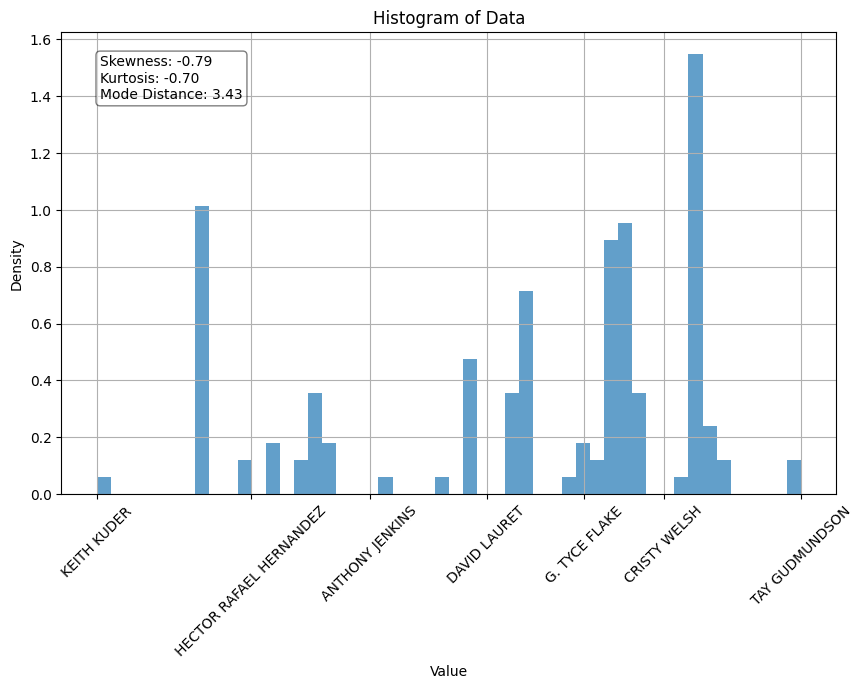 Histogram of Data
Skewness: -0.79
Kurtosis: -0.70
Mode Distance: 3.43
1.6
1.4
1.2
1.0
0.8
0.6
0.4
0.2
0.0
Density
KEITH KUDER
HECTOR RAFAEL HERNANDEZ
ANTHONY JENKINS
DAVID LAURET
G. TYCE FLAKE
CRISTY WELSH
TAY GUDMUNDSON
Value